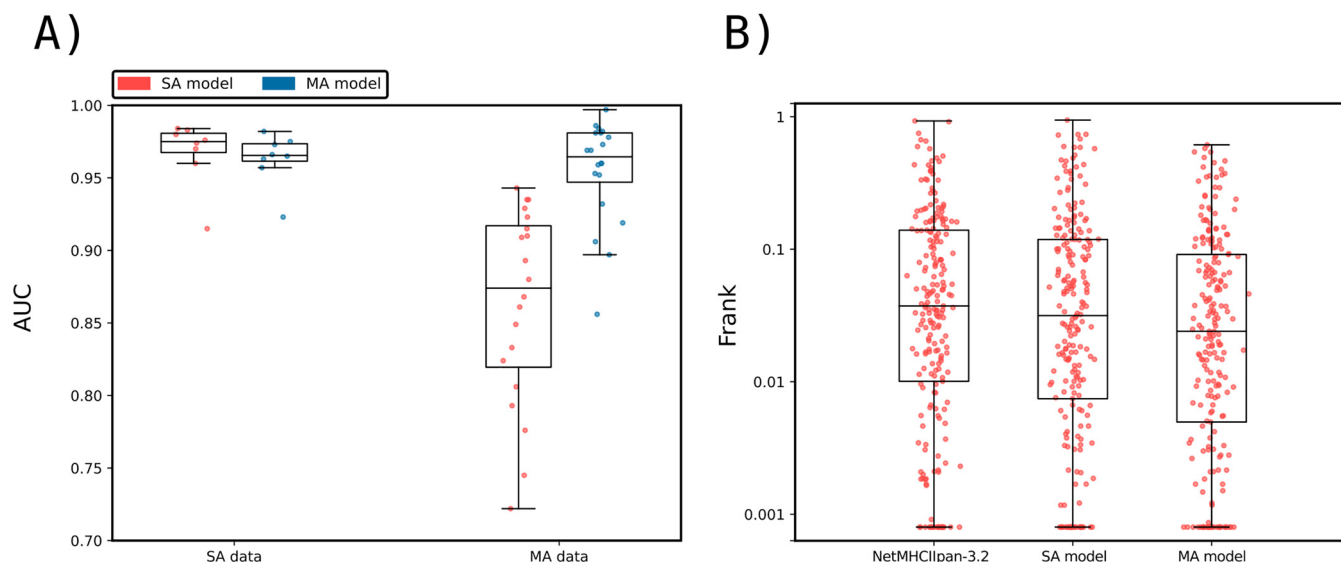 A)
SA model
MA model
AUC
1.00
0.95
0.90
0.85
0.80
0.75
0.70
SA data
MA data
B)
Frank
1
0.1
0.01
0.001
NetMHCIIpan-3.2
SA model
MA model